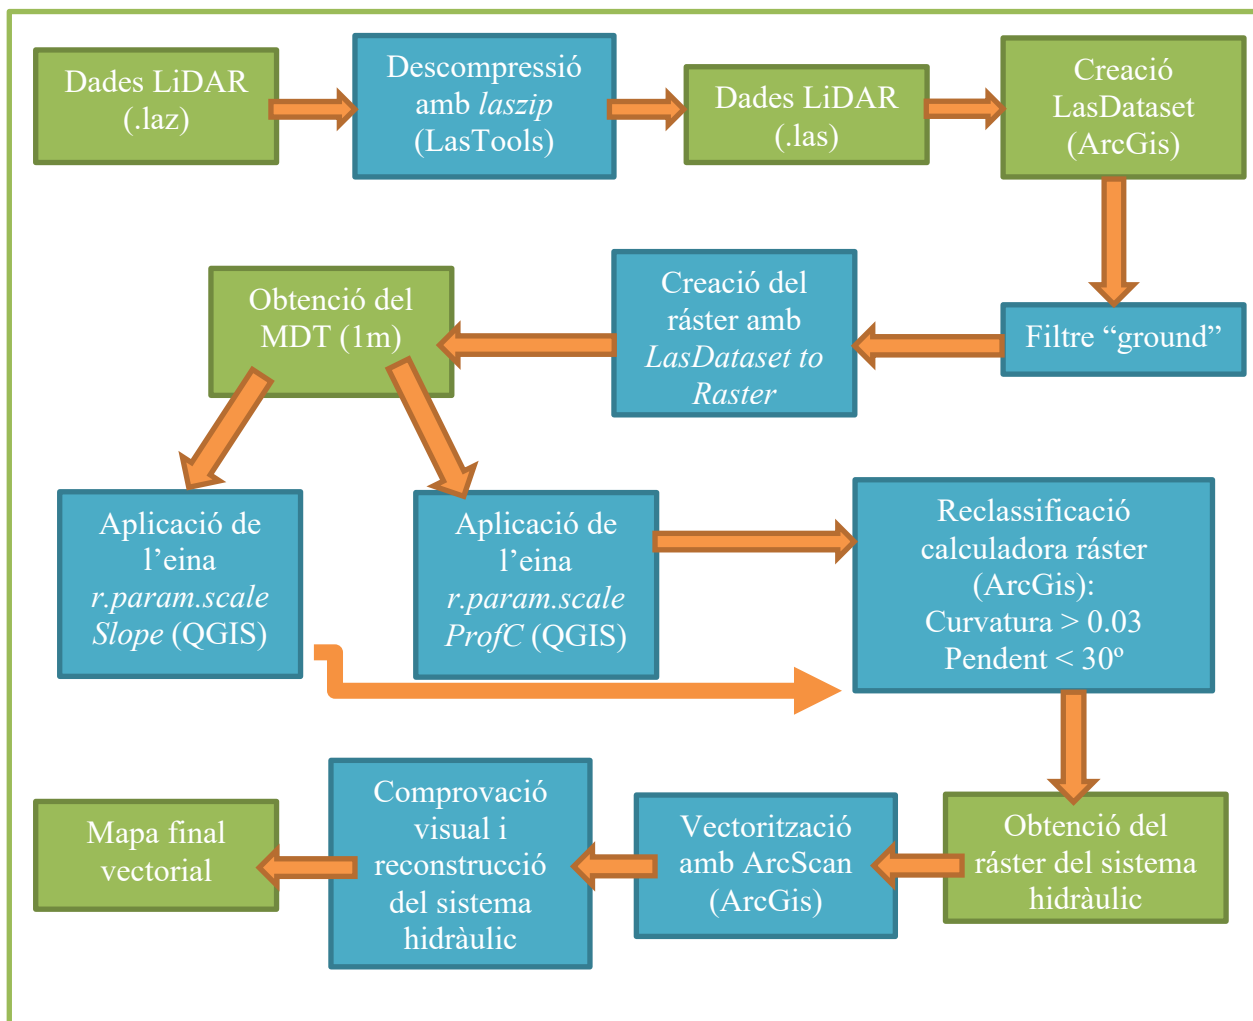 Dades LiDAR
(.laz)
Descompressió
amb laszip
(LasTools)
Dades LiDAR
(.las)
Creació
LasDataset
(ArcGis)
Filtre “ground”
Creació del
ráster amb
LasDataset to
Raster
Obtenció del
MDT (1m)
Aplicació de
l’eina
r.param.scale
Slope (QGIS)
Aplicació de
l’eina
r.param.scale
ProfC (QGIS)
Reclassificació
calculadora ráster
(ArcGis):
Curvatura > 0.03
Pendent < 30º
Obtenció del
ráster del sistema
hidràulic
Vectorització
amb ArcScan
(ArcGis)
Comprovació
visual i
reconstrucció
del sistema
hidràulic
Mapa final
vectorial